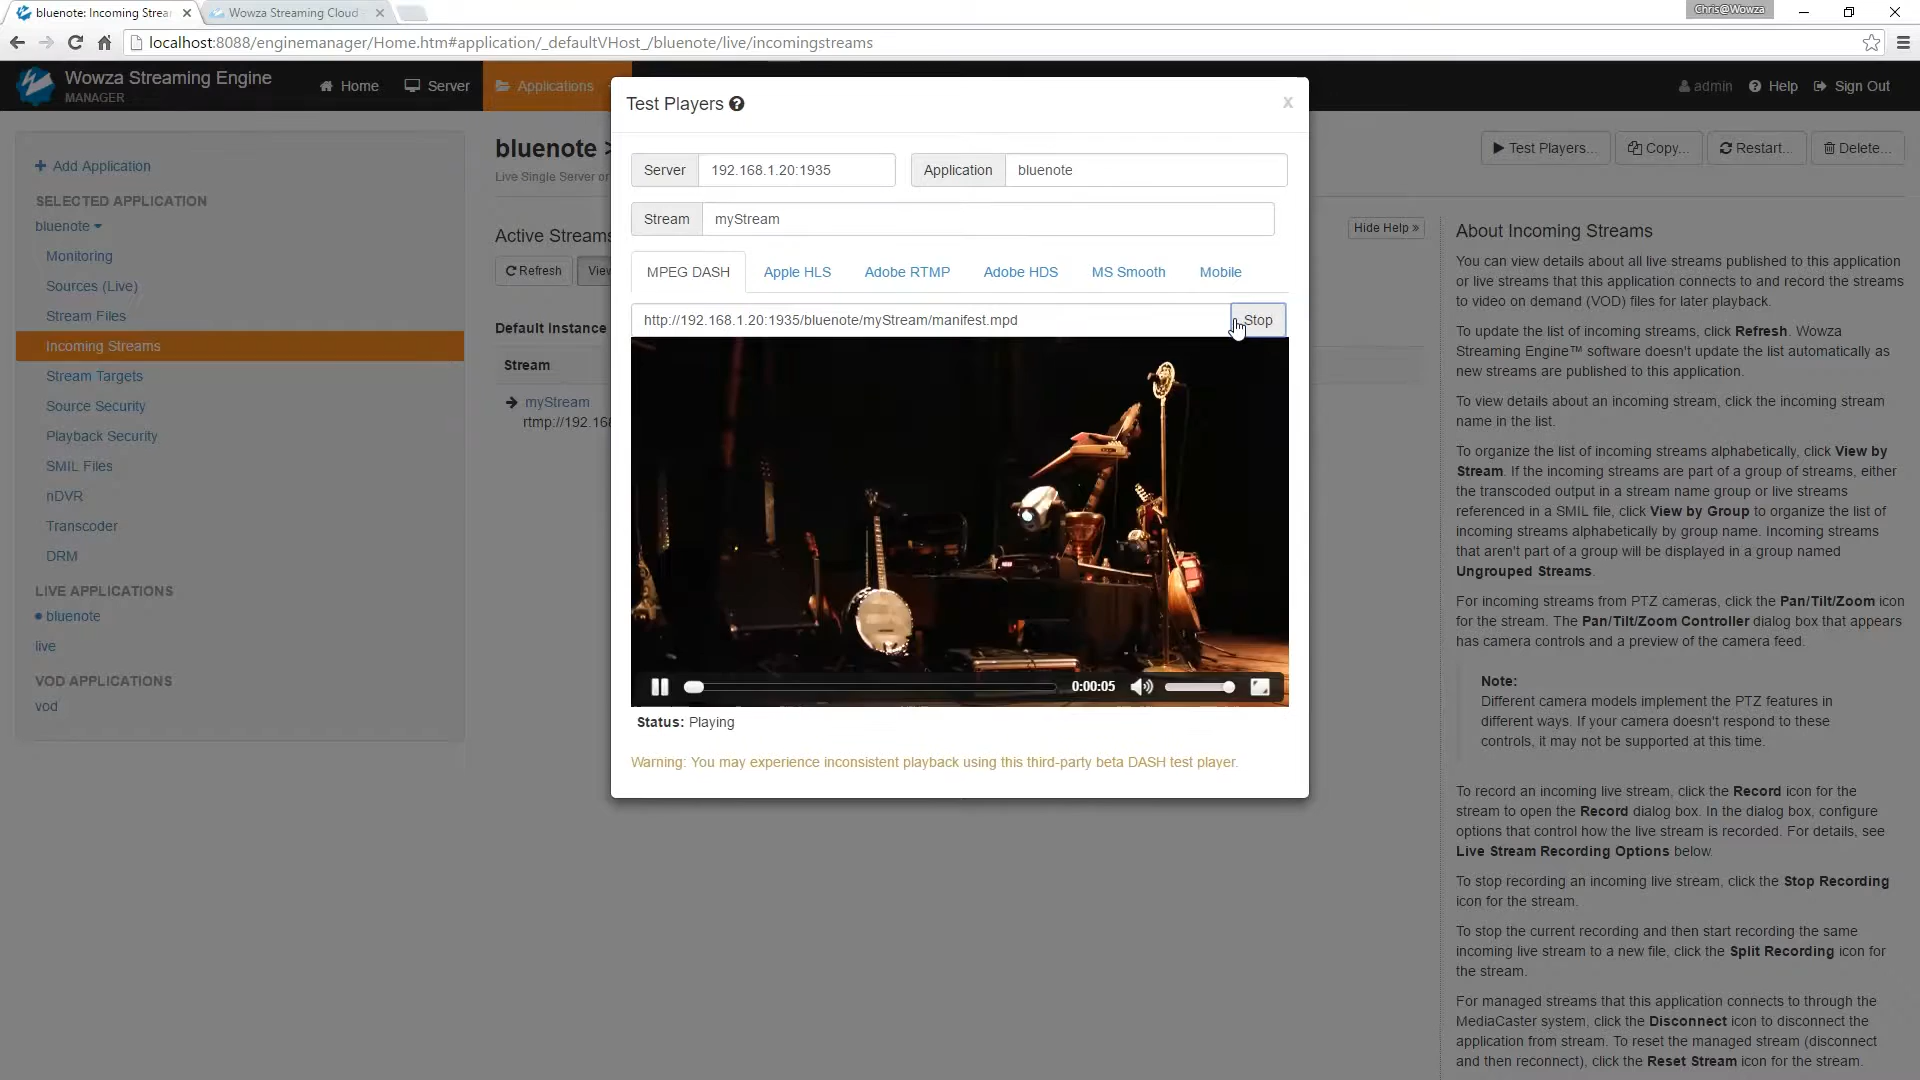 bluenote: Incoming Strea
Wowza Streaming Cloud
Chris@Wowza
localhost:8088/enginemanager/Home.htm#application/_defaultVHost_/bluenote/live/incomingstreams
Wowza Streaming Engine
MANAGER
Home
Server
Applications
admin
Help
Sign Out
Add Application
SELECTED APPLICATION
bluenote
Monitoring
Sources (Live)
Stream Files
Incoming Streams
Stream Targets
Source Security
Playback Security
SMIL Files
nDVR
Transcoder
DRM
LIVE APPLICATIONS
bluenote
live
VOD APPLICATIONS
vod
bluenote >
Live Single Server or
Test Players...
Copy...
Restart...
Delete...
Active Streams
Refresh
View
Hide Help »
Default Instance
Stream
myStream
rtmp://192.168
Test Players
x
Server 192.168.1.20:1935
Application bluenote
Stream myStream
MPEG DASH
Apple HLS
Adobe RTMP
Adobe HDS
MS Smooth
Mobile
http://192.168.1.20:1935/bluenote/myStream/manifest.mpd
Stop
0:00:05
Status: Playing
Warning: You may experience inconsistent playback using this third-party beta DASH test player.
About Incoming Streams
You can view details about all live streams published to this application
or live streams that this application connects to and record the streams
to video on demand (VOD) files for later playback.
To update the list of incoming streams, click Refresh. Wowza
Streaming Engine™ software doesn't update the list automatically as
new streams are published to this application.
To view details about an incoming stream, click the incoming stream
name in the list.
To organize the list of incoming streams alphabetically, click View by
Stream. If the incoming streams are part of a group of streams, either
the transcoded output in a stream name group or live streams
referenced in a SMIL file, click View by Group to organize the list of
incoming streams alphabetically by group name. Incoming streams
that aren't part of a group will be displayed in a group named
Ungrouped Streams.
For incoming streams from PTZ cameras, click the Pan/Tilt/Zoom icon
for the stream. The Pan/Tilt/Zoom Controller dialog box that appears
has camera controls and a preview of the camera feed.
Note:
Different camera models implement the PTZ features in
different ways. If your camera doesn't respond to these
controls, it may not be supported at this time.
To record an incoming live stream, click the Record icon for the
stream to open the Record dialog box. In the dialog box, configure
options that control how the live stream is recorded. For details, see
Live Stream Recording Options below.
To stop recording an incoming live stream, click the Stop Recording
icon for the stream.
To stop the current recording and then start recording the same
incoming live stream to a new file, click the Split Recording icon for
the stream.
For managed streams that this application connects to through the
MediaCaster system, click the Disconnect icon to disconnect the
application from stream. To reset the managed stream (disconnect
and then reconnect), click the Reset Stream icon for the stream.